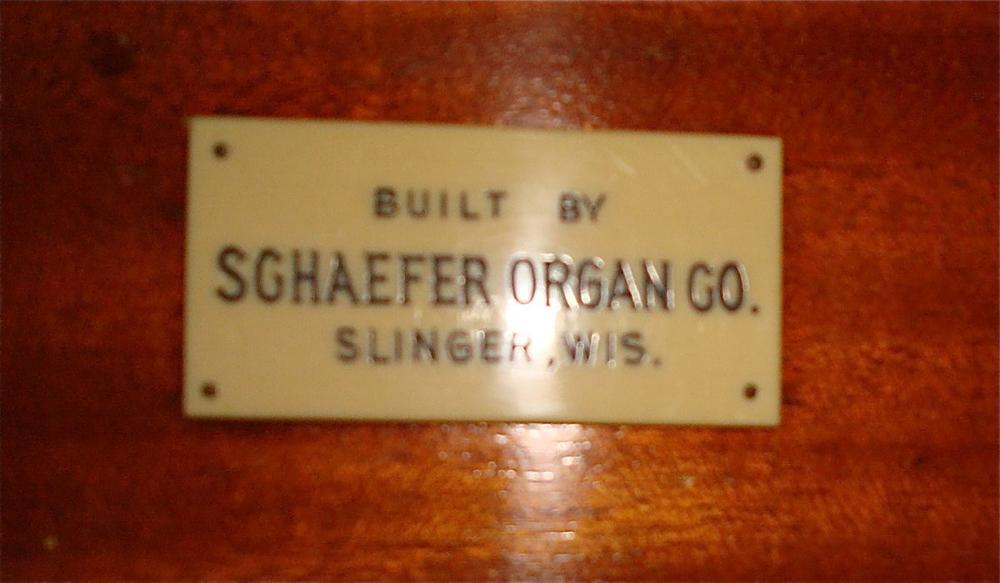 BUILT BY
SCHAEFER ORGAN CO.
SLINGER, WIS.